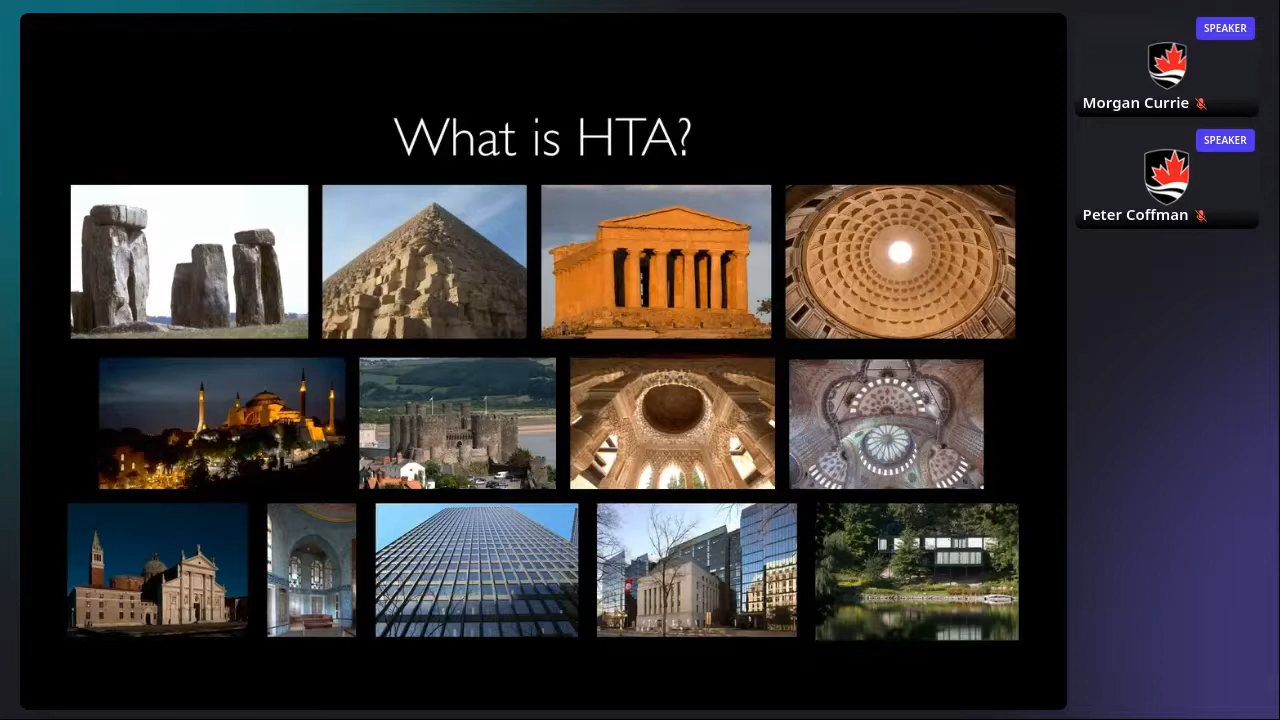 What is HTA?
SPEAKER
Morgan Currie
SPEAKER
Peter Coffman